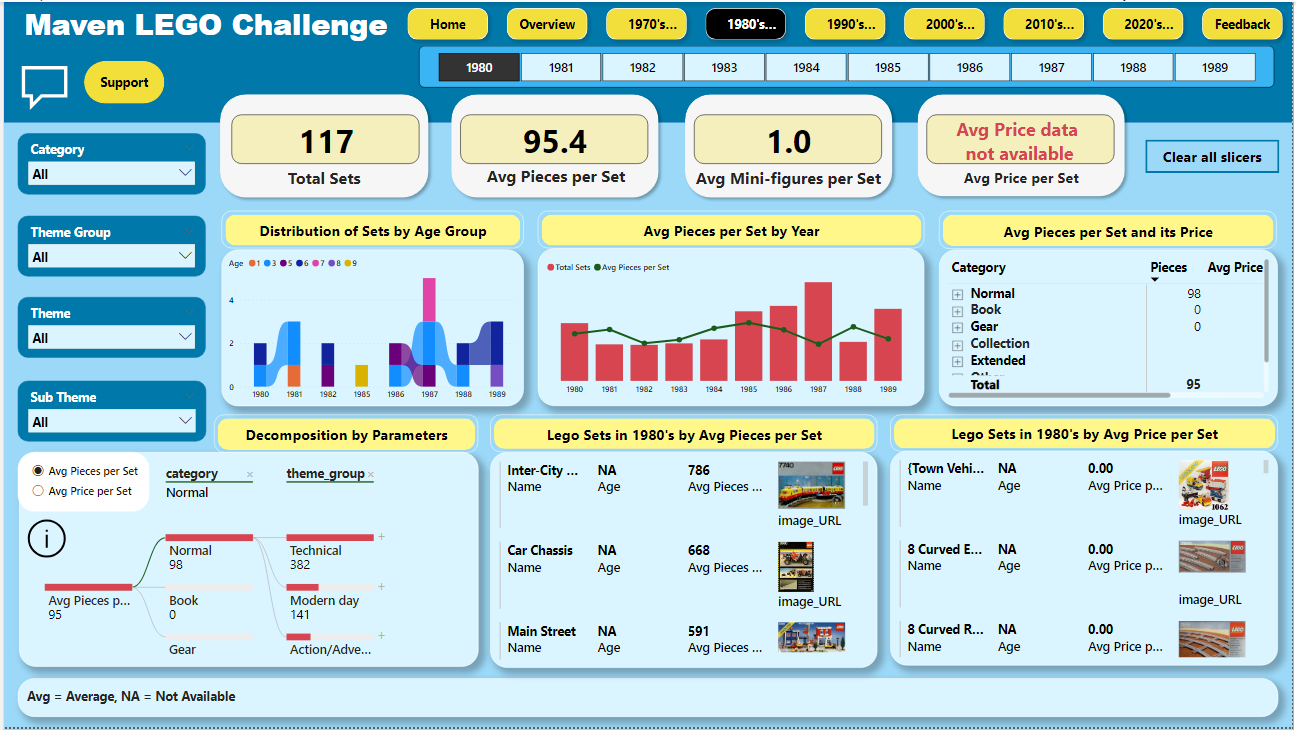 Maven LEGO Challenge
Home
Overview
1970's...
1980's...
1990's...
2000's...
2010's...
2020's...
Feedback
1980
1981
1982
1983
1984
1985
1986
1987
1988
1989
Support
117
Total Sets
95.4
Avg Pieces per Set
1.0
Avg Mini-figures per Set
Avg Price data
not available
Avg Price per Set
Clear all slicers
Category
All
Theme Group
All
Theme
All
Sub Theme
All
Distribution of Sets by Age Group
Age 1 3 5 6 7 8 9
4
2
0
1980 1981 1982 1985 1986 1987 1988 1989
Avg Pieces per Set by Year
Total Sets Avg Pieces per Set
1980 1981 1982 1983 1984 1985 1986 1987 1988 1989
Avg Pieces per Set and its Price
Category Pieces Avg Price
Normal 98
Book 0
Gear 0
Collection
Extended
Total 95
Decomposition by Parameters
Avg Pieces per Set
Avg Price per Set
category ×
Normal
theme_group ×
i
Avg Pieces p...
95
Normal
98
Book
0
Gear
Technical
382
Modern day
141
Action/Adve...
Lego Sets in 1980's by Avg Pieces per Set
Inter-City ... NA 786
Name Age Avg Pieces ...
7740
LEGO
image_URL
Car Chassis NA 668
Name Age Avg Pieces ...
image_URL
Main Street NA 591
Name Age Avg Pieces ...
Lego Sets in 1980's by Avg Price per Set
{Town Vehi... NA 0.00
Name Age Avg Price p...
LEGO
1062
image_URL
8 Curved E... NA 0.00
Name Age Avg Price p...
LEGO
image_URL
8 Curved R... NA 0.00
Name Age Avg Price p...
LEGO
Avg = Average, NA = Not Available